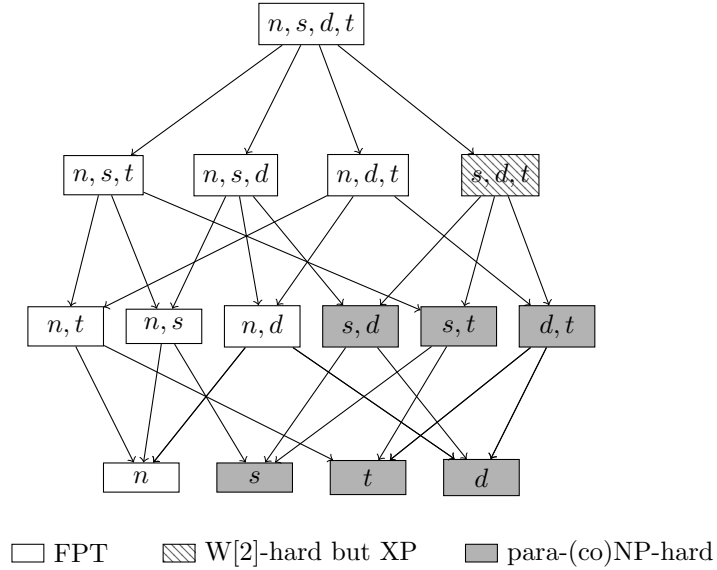 n, s, d, t
n, s, t n, s, d n, d, t s, d, t
n, t n, s n, d s, d s, t d, t
n s t d
FPT W[2]-hard but XP para-(co)NP-hard